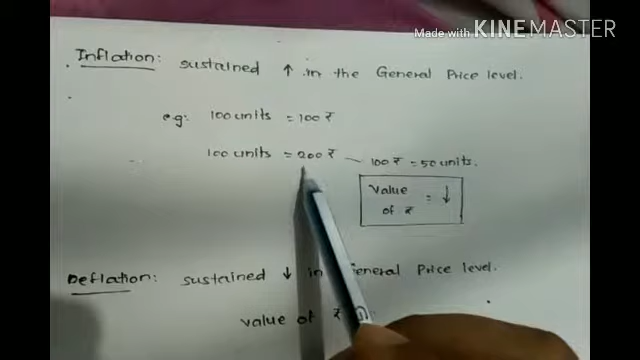 Made with KINEMASTER
Inflation: sustained ↑ in the General Price level.
eg: 100 units = 100 ₹
100 units = 200 ₹ — 100 ₹ = 50 units.
Value of ₹ = ↓
Deflation: sustained ↓ in General Price level.
value of ₹